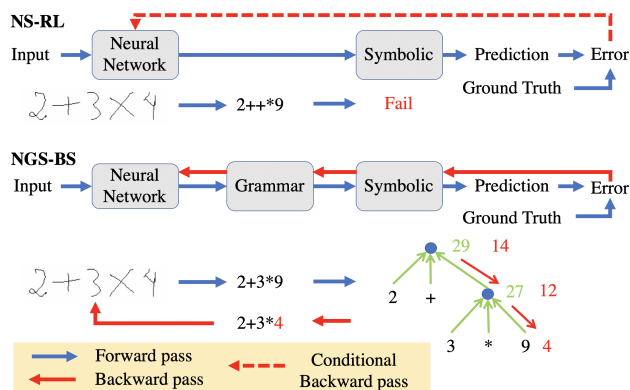 NS-RL
Input Neural Network Symbolic Prediction Error
Ground Truth
2+3×4 2++*9 Fail
NGS-BS
Input Neural Network Grammar Symbolic Prediction Error
Ground Truth
29 14
2+3×4 2+3*9 2 + 27 12
2+3*4 3 * 9 4
Forward pass Conditional
Backward pass Backward pass